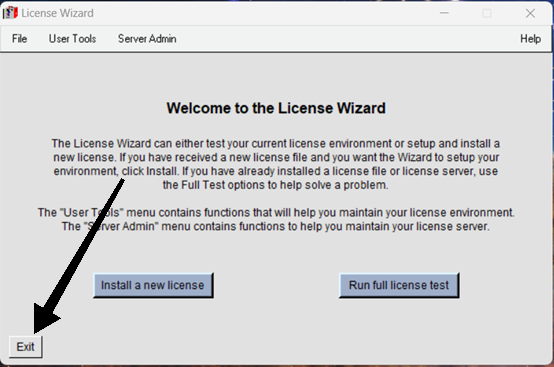 License Wizard
File User Tools Server Admin Help
Welcome to the License Wizard
The License Wizard can either test your current license environment or setup and install a
new license. If you have received a new license file and you want the Wizard to setup your
environment, click Install. If you have already installed a license file or license server, use
the Full Test options to help solve a problem.
The "User Tools" menu contains functions that will help you maintain your license environment.
The "Server Admin" menu contains functions to help you maintain your license server.
Install a new license Run full license test
Exit